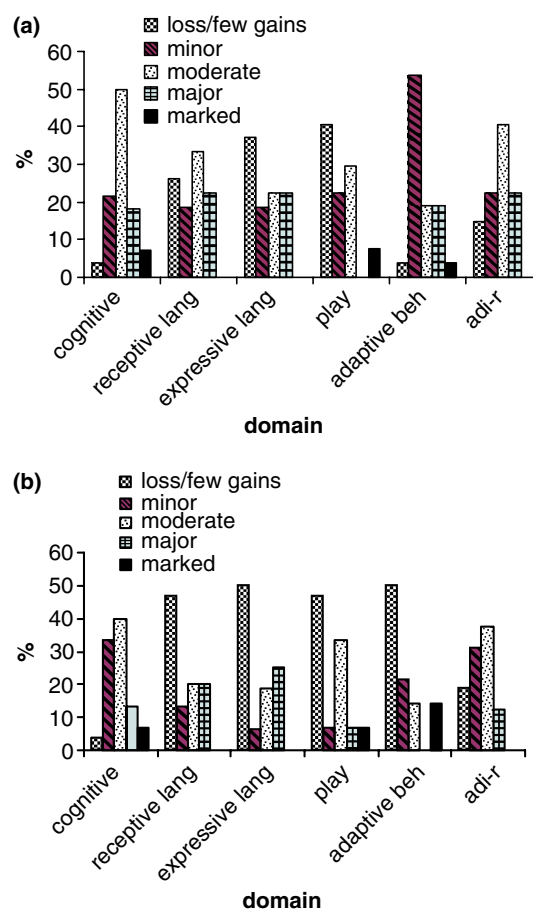 (a)
loss/few gains
minor
moderate
major
marked
60
50
40
30
20
10
0
%
cognitive
receptive lang
expressive lang
play
adaptive beh
adi-r
domain
(b)
loss/few gains
minor
moderate
major
marked
60
50
40
30
20
10
0
%
cognitive
receptive lang
expressive lang
play
adaptive beh
adi-r
domain